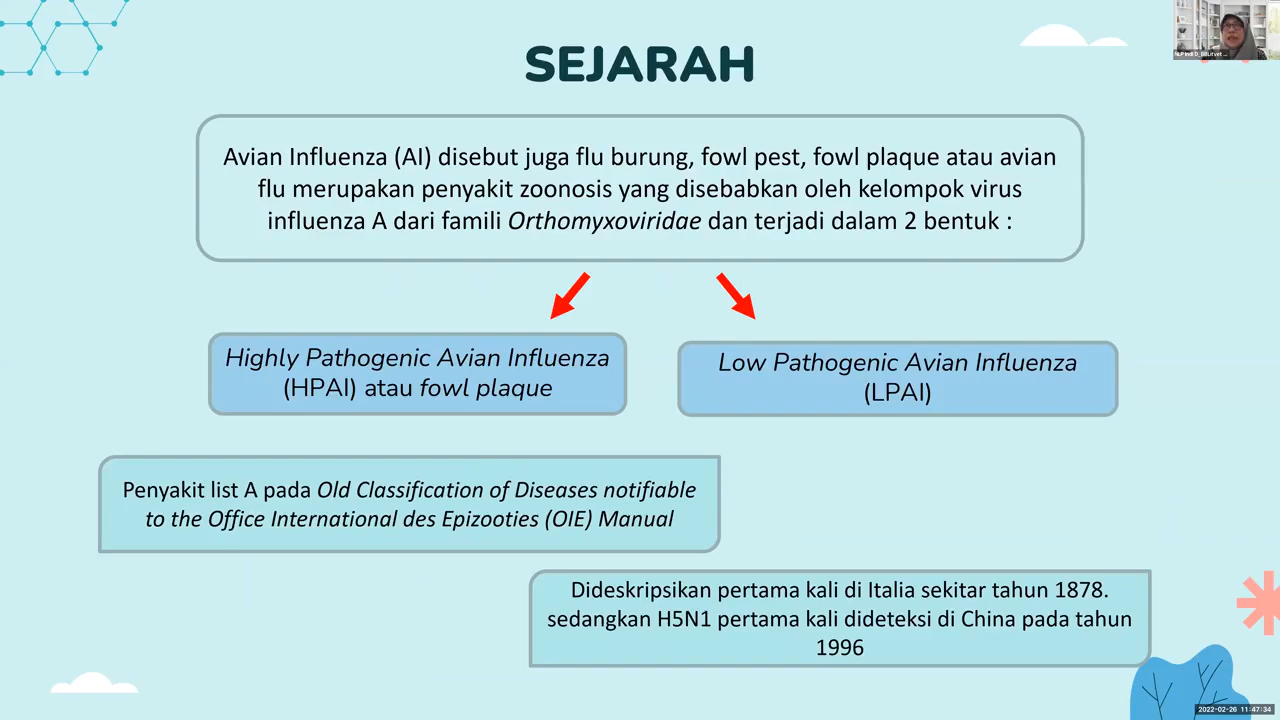 SEJARAH
Avian Influenza (AI) disebut juga flu burung, fowl pest, fowl plaque atau avian
flu merupakan penyakit zoonosis yang disebabkan oleh kelompok virus
influenza A dari famili Orthomyxoviridae dan terjadi dalam 2 bentuk :
Highly Pathogenic Avian Influenza
(HPAI) atau fowl plaque
Low Pathogenic Avian Influenza
(LPAI)
Penyakit list A pada Old Classification of Diseases notifiable
to the Office International des Epizooties (OIE) Manual
Dideskripsikan pertama kali di Italia sekitar tahun 1878.
sedangkan H5N1 pertama kali dideteksi di China pada tahun
1996
2022-02-26 11:47:34